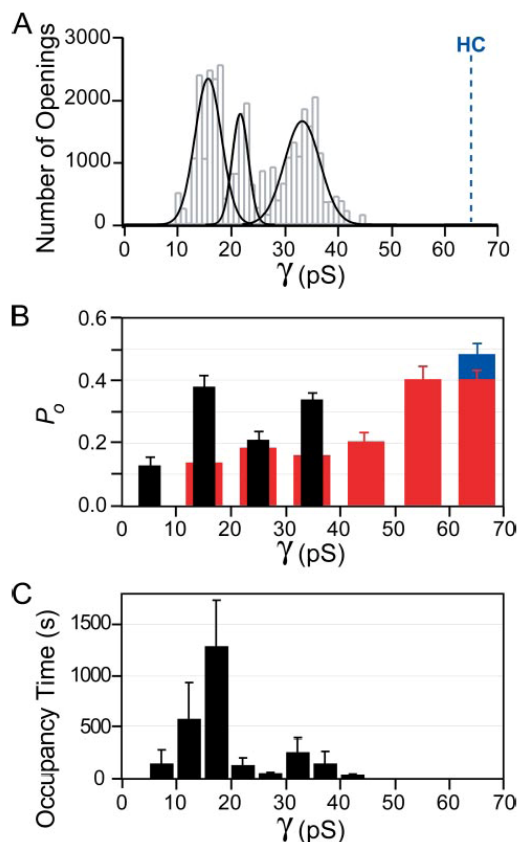 A
Number of Openings
3000
2000
1000
0
HC
0 10 20 30 40 50 60 70
γ (pS)
B
Po
0.6
0.4
0.2
0.0
0 10 20 30 40 50 60 70
γ (pS)
C
Occupancy Time (s)
1500
1000
500
0
0 10 20 30 40 50 60 70
γ (pS)